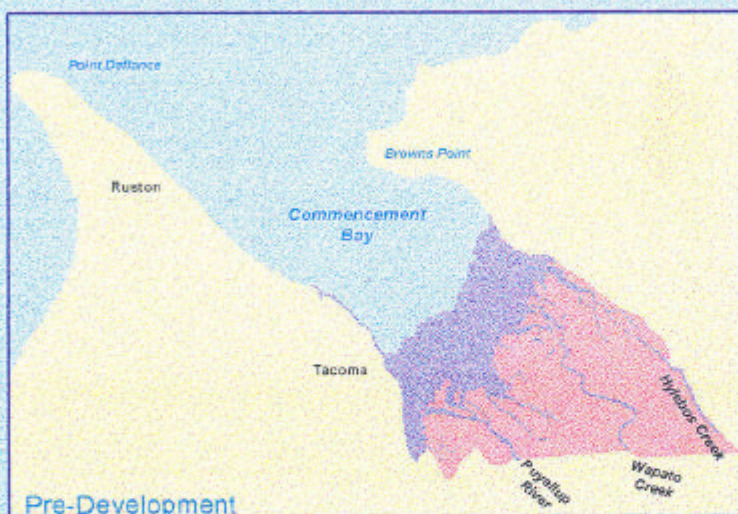 Point Defiance
Browns Point
Ruston
Commencement
Bay
Tacoma
Hylebos Creek
Wapato
Creek
Puyallup
River
Pre-Development